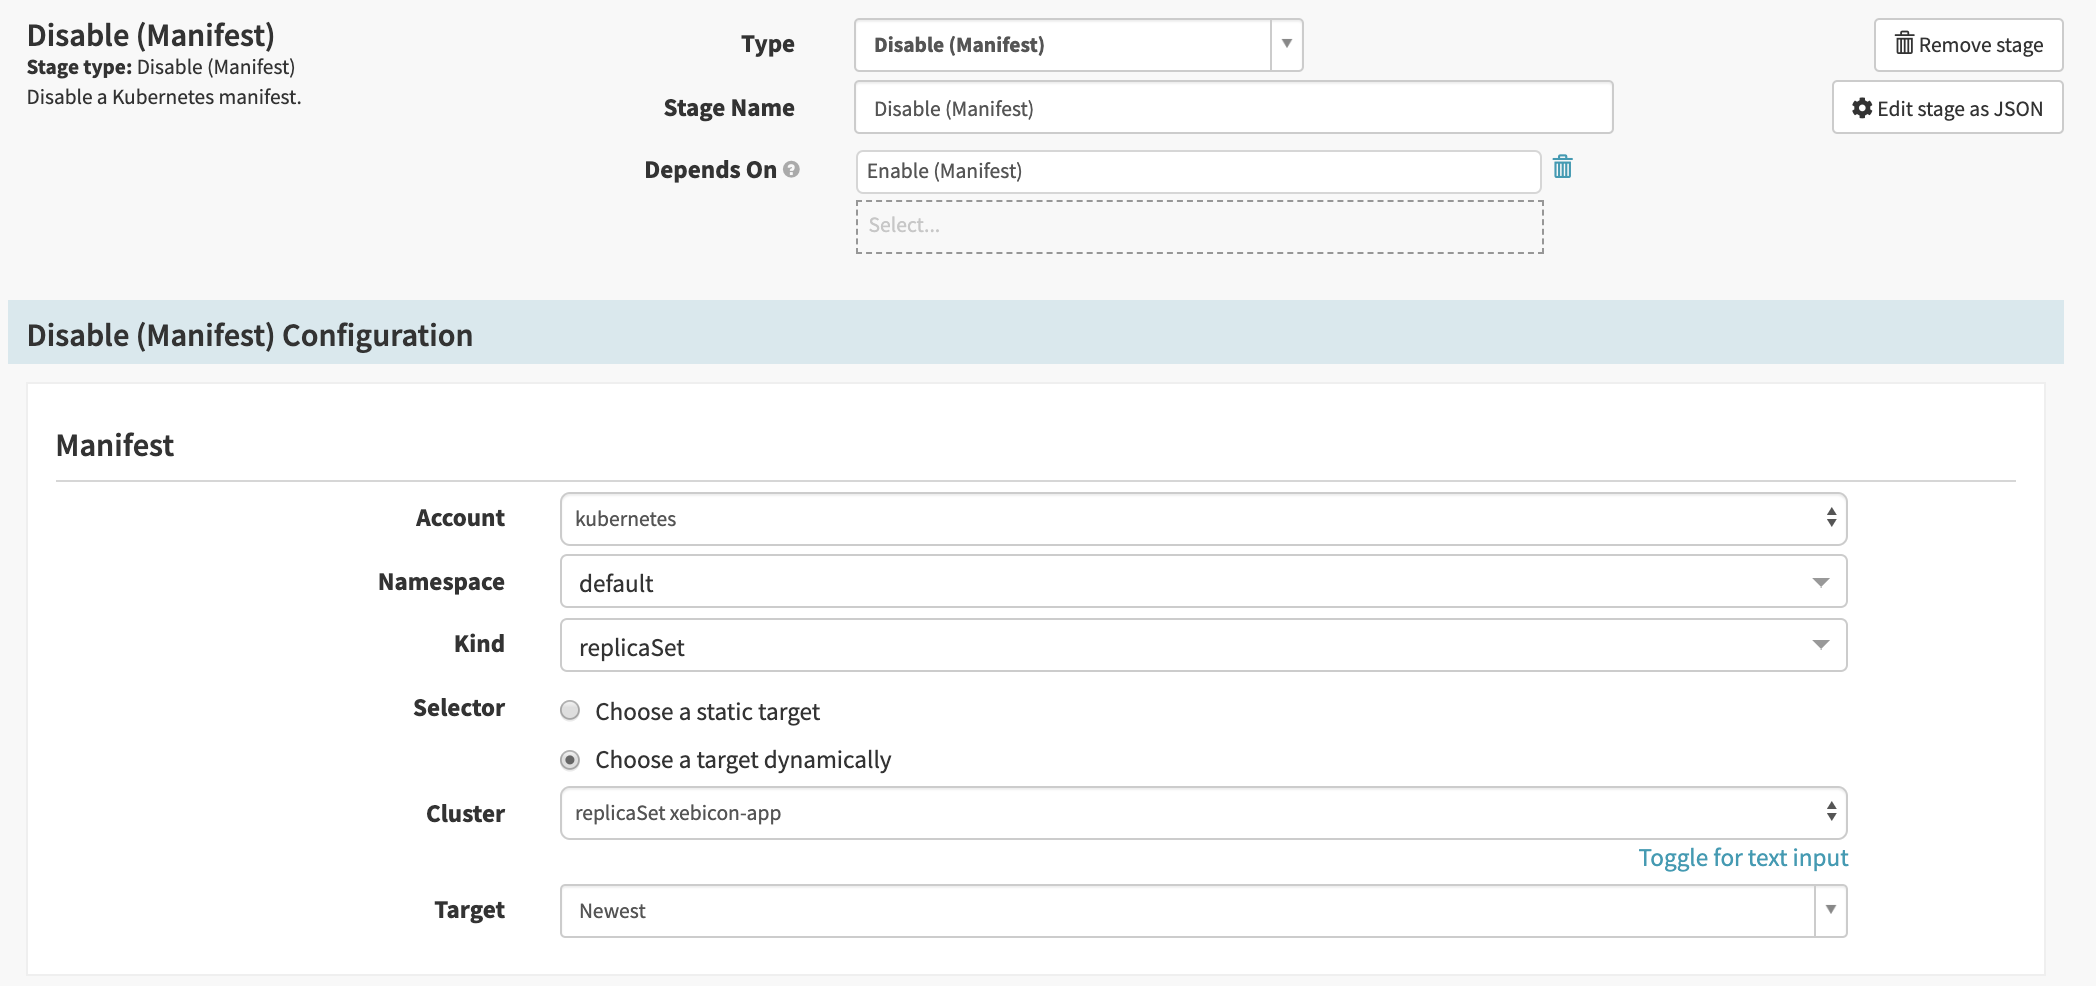 Disable (Manifest)
Stage type: Disable (Manifest)
Disable a Kubernetes manifest.
Type
Disable (Manifest)
Stage Name
Disable (Manifest)
Depends On
Enable (Manifest)
Select...
Remove stage
Edit stage as JSON
Disable (Manifest) Configuration
Manifest
Account
kubernetes
Namespace
default
Kind
replicaSet
Selector
Choose a static target
Choose a target dynamically
Cluster
replicaSet xebicon-app
Toggle for text input
Target
Newest